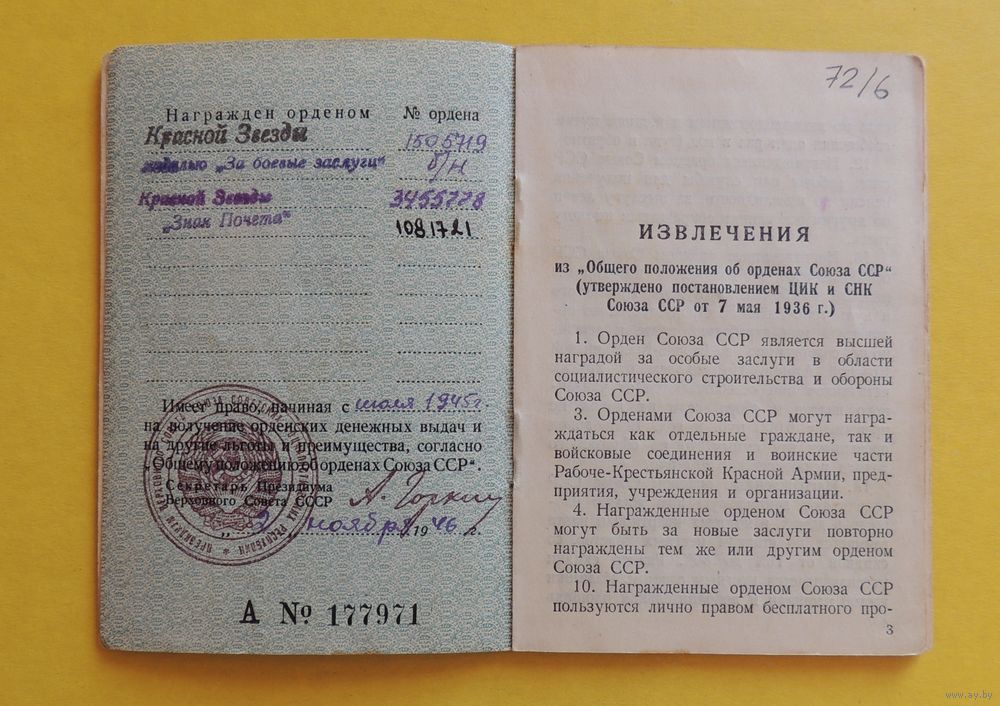 Награжден орденом № ордена
Красной Звезды 1505719
медалью „За боевые заслуги“ б/н
Красной Звезды 3455778
„Знак Почета“ 1081721
Имеет право, начиная с июля 1945 г.
на получение орденских денежных выдач и
на другие льготы и преимущества, согласно
„Общему положению об орденах Союза ССР“.
Секретарь Президиума
Верховного Совета СССР А. Горкин
„2“ ноября 1946 г.
А № 177971
72/6
ИЗВЛЕЧЕНИЯ
из „Общего положения об орденах Союза ССР“
(утверждено постановлением ЦИК и СНК
Союза ССР от 7 мая 1936 г.)
1. Орден Союза ССР является высшей
наградой за особые заслуги в области
социалистического строительства и обороны
Союза ССР.
3. Орденами Союза ССР могут награ-
ждаться как отдельные граждане, так и
войсковые соединения и воинские части
Рабоче-Крестьянской Красной Армии, пред-
приятия, учреждения и организации.
4. Награжденные орденом Союза ССР
могут быть за новые заслуги повторно
награждены тем же или другим орденом
Союза ССР.
10. Награжденные орденом Союза ССР
пользуются лично правом бесплатного про-
3
www.ay.by